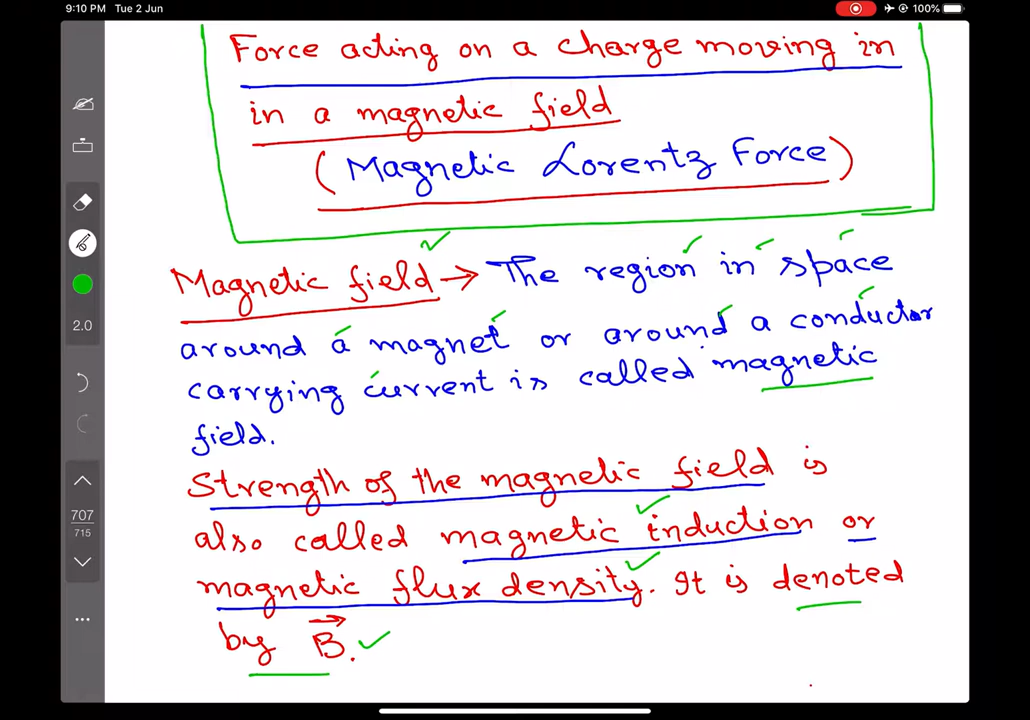 9:10 PM Tue 2 Jun
100%
Force acting on a charge moving in
in a magnetic field
(Magnetic Lorentz Force)
Magnetic field → The region in space
around a magnet or around a conductor
carrying current is called magnetic
field.
Strength of the magnetic field is
also called magnetic induction or
magnetic flux density. It is denoted
by B⃗.
2.0
707
715